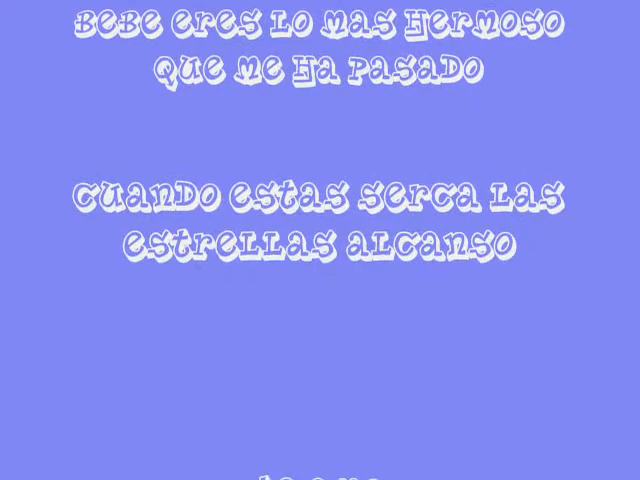 BEBE ERES LO MAS HERMOSO
QUE ME HA PASADO
CUANDO ESTAS SERCA LAS
ESTRELLAS ALCANSO